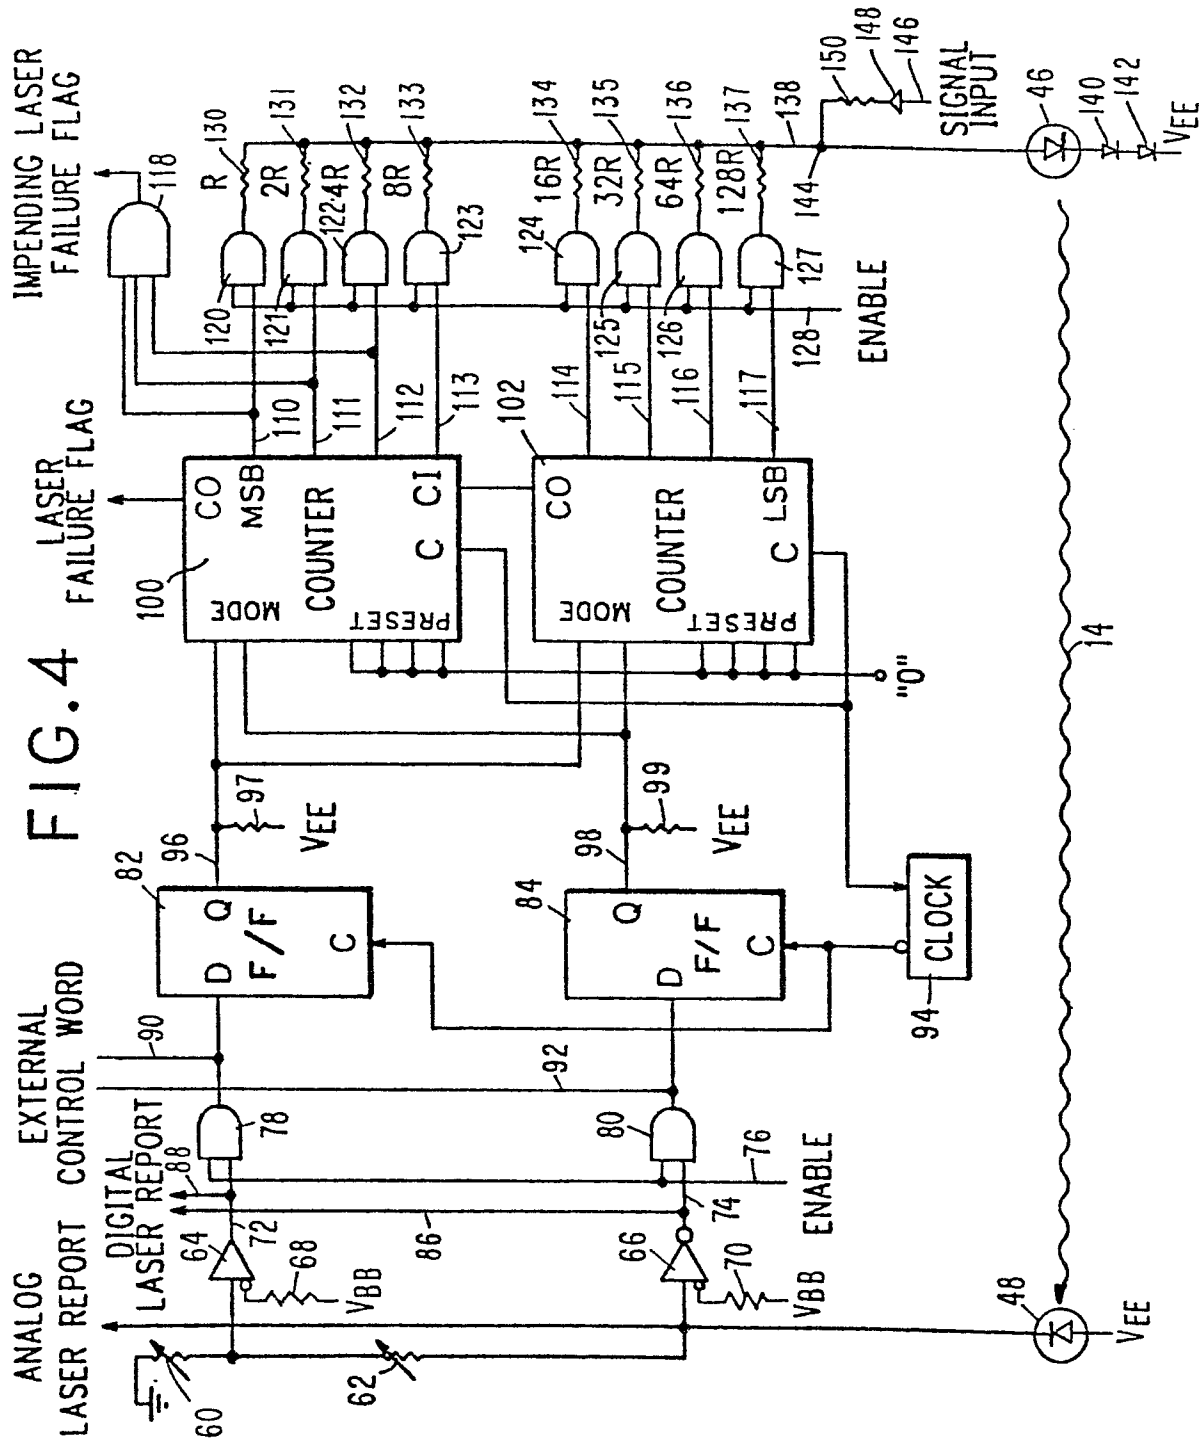 FIG. 4
ANALOG
LASER REPORT
DIGITAL
LASER REPORT
EXTERNAL
CONTROL WORD
LASER
FAILURE FLAG
IMPENDING LASER
FAILURE FLAG
60
62
64
68
VBB
72
88
86
66
70
VBB
74
76
ENABLE
78
80
90
92
82
D
Q
F/F
C
84
D
Q
F/F
C
96
97
VEE
98
99
VEE
94
CLOCK
"0"
100
CO
MSB
MODE
COUNTER
PRESET
C
CI
102
CO
MODE
COUNTER
PRESET
C
LSB
110
111
112
113
114
115
116
117
118
120
121
122
123
124
125
126
127
128
ENABLE
R
130
2R
131
4R
132
8R
133
16R
134
32R
135
64R
136
128R
137
138
144
150
148
146
SIGNAL
INPUT
46
140
142
VEE
14
48
VEE